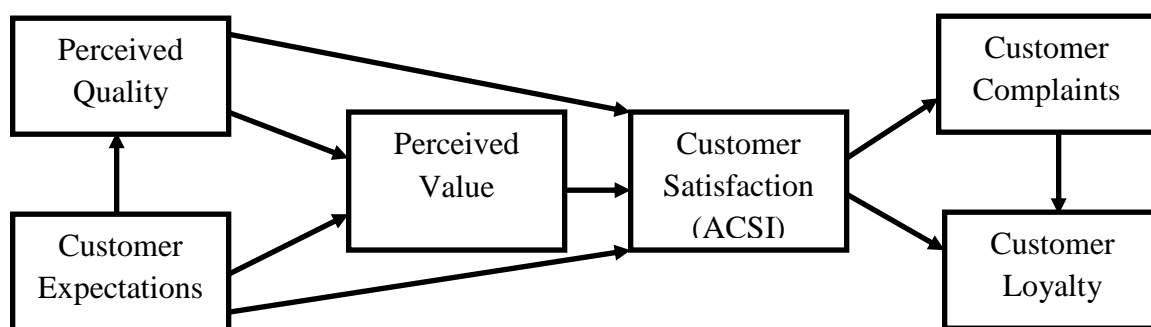 Perceived
Quality
Customer
Expectations
Perceived
Value
Customer
Satisfaction
(ACSI)
Customer
Complaints
Customer
Loyalty